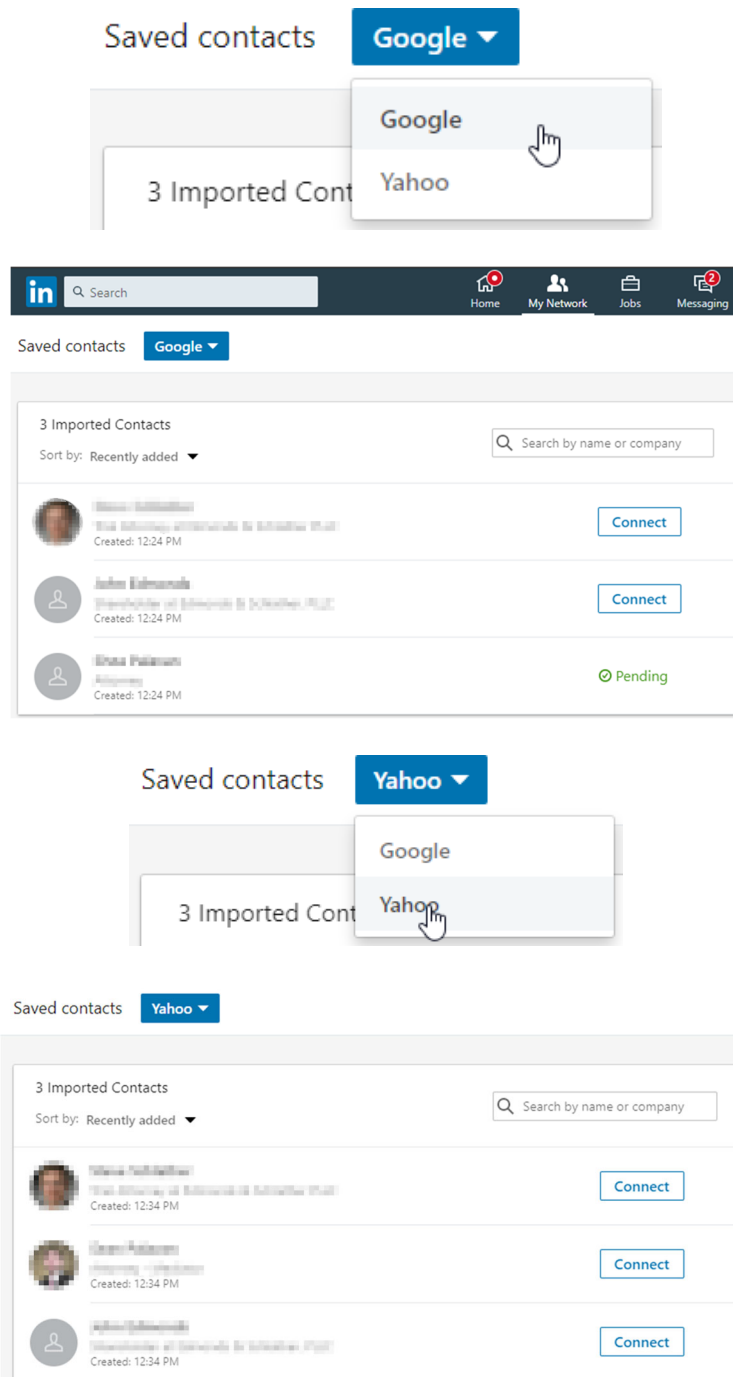 Saved contacts Google
Google
Yahoo
3 Imported Cont
in Search Home My Network Jobs 2 Messaging
Saved contacts Google
3 Imported Contacts
Sort by: Recently added
Search by name or company
Connect
Created: 12:24 PM
Connect
Created: 12:24 PM
Pending
Created: 12:24 PM
Saved contacts Yahoo
Google
Yahoo
3 Imported Cont
Saved contacts Yahoo
3 Imported Contacts
Sort by: Recently added
Search by name or company
Connect
Created: 12:34 PM
Connect
Created: 12:34 PM
Connect
Created: 12:34 PM